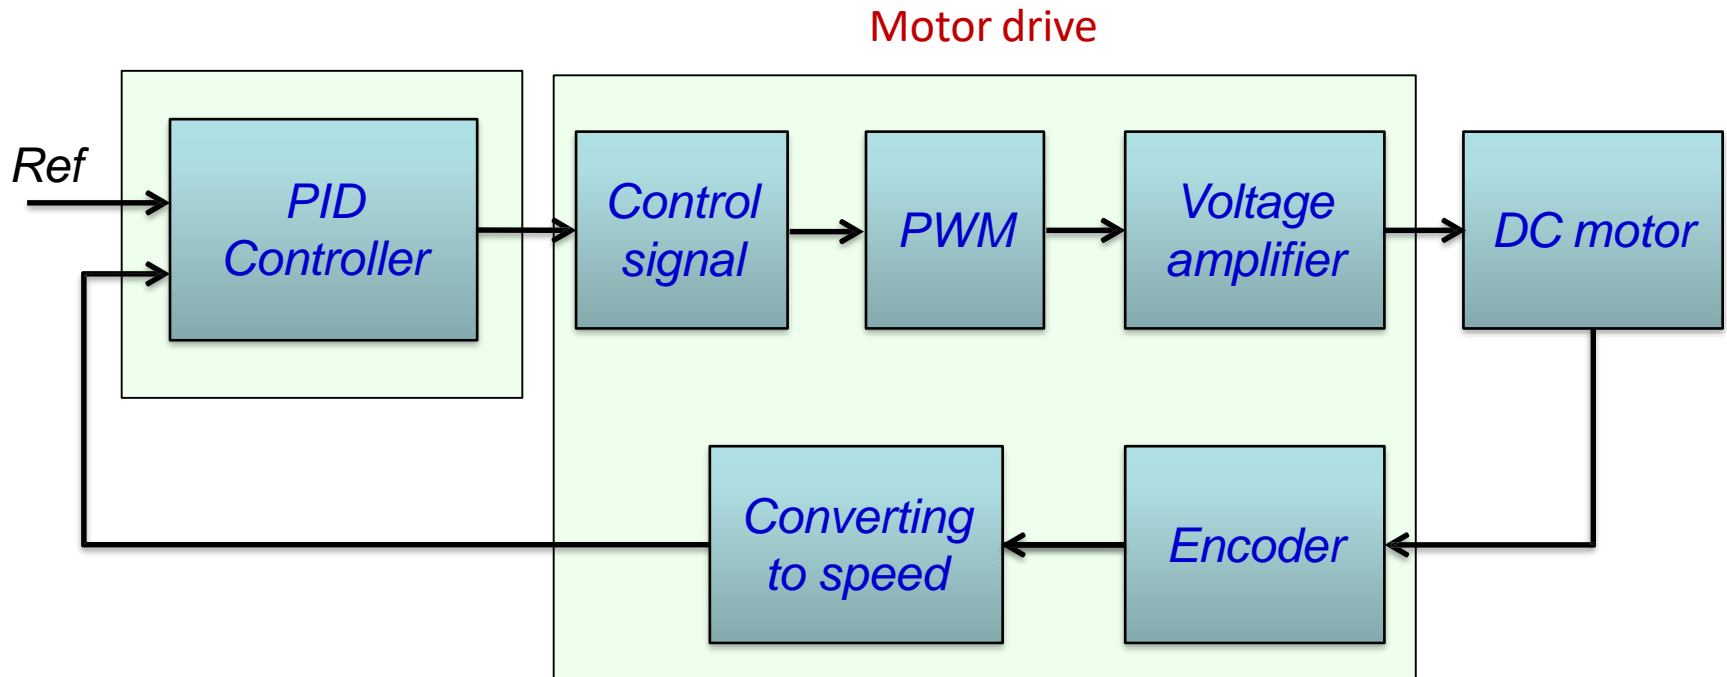 Motor drive
Ref
PID
Controller
Control
signal
PWM
Voltage
amplifier
DC motor
Converting
to speed
Encoder